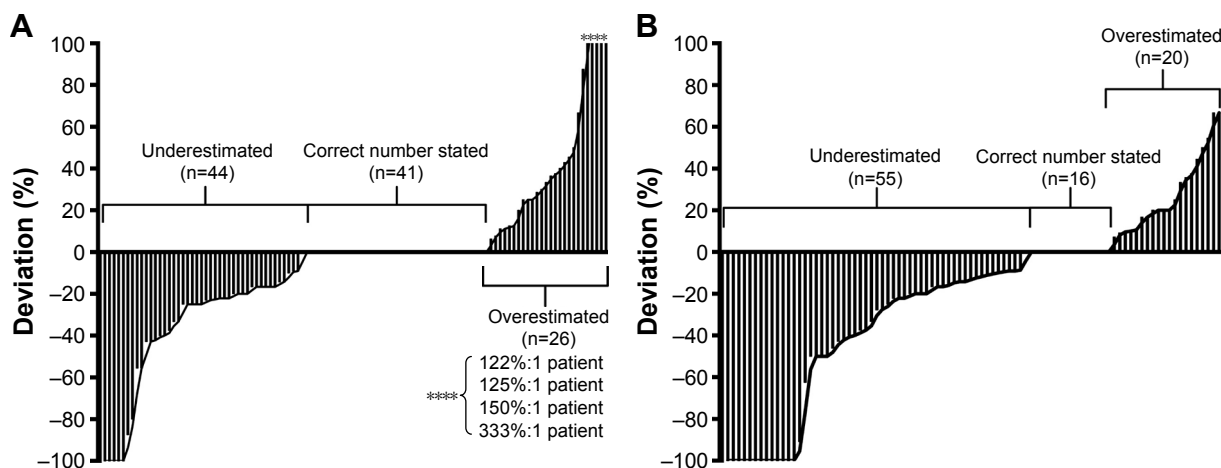 A
Deviation (%)
100
80
60
40
20
0
–20
–40
–60
–80
–100
****
Underestimated
(n=44)
Correct number stated
(n=41)
Overestimated
(n=26)
****
122%:1 patient
125%:1 patient
150%:1 patient
333%:1 patient
B
Deviation (%)
100
80
60
40
20
0
–20
–40
–60
–80
–100
Underestimated
(n=55)
Correct number stated
(n=16)
Overestimated
(n=20)